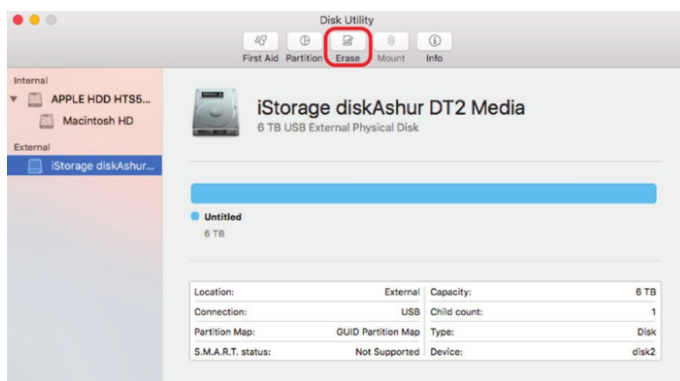 Disk Utility
First Aid Partition Erase Mount Info
Internal
APPLE HDD HTS5...
Macintosh HD
External
iStorage diskAshur...
iStorage diskAshur DT2 Media
6 TB USB External Physical Disk
Untitled
6 TB
Location: External Capacity: 6 TB
Connection: USB Child count: 1
Partition Map: GUID Partition Map Type: Disk
S.M.A.R.T. status: Not Supported Device: disk2